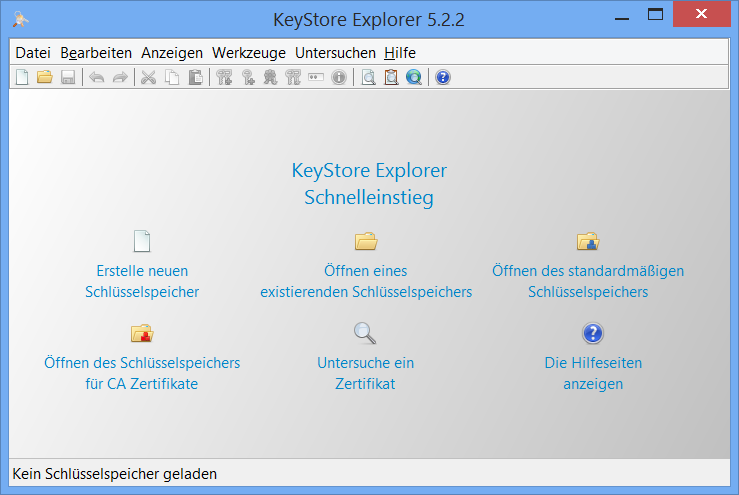 KeyStore Explorer 5.2.2
Datei Bearbeiten Anzeigen Werkzeuge Untersuchen Hilfe
KeyStore Explorer
Schnelleinstieg
Erstelle neuen
Schlüsselspeicher
Öffnen eines
existierenden Schlüsselspeichers
Öffnen des standardmäßigen
Schlüsselspeichers
Öffnen des Schlüsselspeichers
für CA Zertifikate
Untersuche ein
Zertifikat
Die Hilfeseiten
anzeigen
Kein Schlüsselspeicher geladen